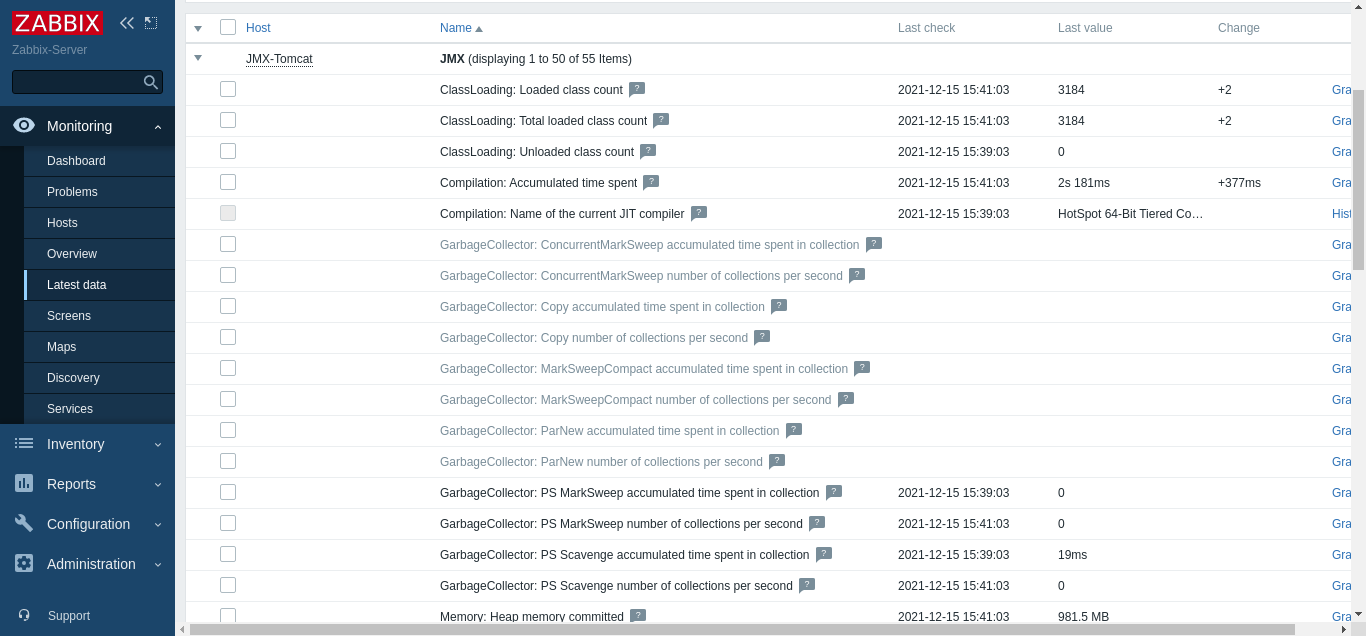 ZABBIX
Zabbix-Server
Monitoring
Dashboard
Problems
Hosts
Overview
Latest data
Screens
Maps
Discovery
Services
Inventory
Reports
Configuration
Administration
Support
Host Name Last check Last value Change
JMX-Tomcat JMX (displaying 1 to 50 of 55 Items)
ClassLoading: Loaded class count ? 2021-12-15 15:41:03 3184 +2 Gra
ClassLoading: Total loaded class count ? 2021-12-15 15:41:03 3184 +2 Gra
ClassLoading: Unloaded class count ? 2021-12-15 15:39:03 0 Gra
Compilation: Accumulated time spent ? 2021-12-15 15:41:03 2s 181ms +377ms Gra
Compilation: Name of the current JIT compiler ? 2021-12-15 15:39:03 HotSpot 64-Bit Tiered Co… Hist
GarbageCollector: ConcurrentMarkSweep accumulated time spent in collection ? Gra
GarbageCollector: ConcurrentMarkSweep number of collections per second ? Gra
GarbageCollector: Copy accumulated time spent in collection ? Gra
GarbageCollector: Copy number of collections per second ? Gra
GarbageCollector: MarkSweepCompact accumulated time spent in collection ? Gra
GarbageCollector: MarkSweepCompact number of collections per second ? Gra
GarbageCollector: ParNew accumulated time spent in collection ? Gra
GarbageCollector: ParNew number of collections per second ? Gra
GarbageCollector: PS MarkSweep accumulated time spent in collection ? 2021-12-15 15:39:03 0 Gra
GarbageCollector: PS MarkSweep number of collections per second ? 2021-12-15 15:41:03 0 Gra
GarbageCollector: PS Scavenge accumulated time spent in collection ? 2021-12-15 15:39:03 19ms Gra
GarbageCollector: PS Scavenge number of collections per second ? 2021-12-15 15:41:03 0 Gra
Memory: Heap memory committed ? 2021-12-15 15:41:03 981.5 MB Gra